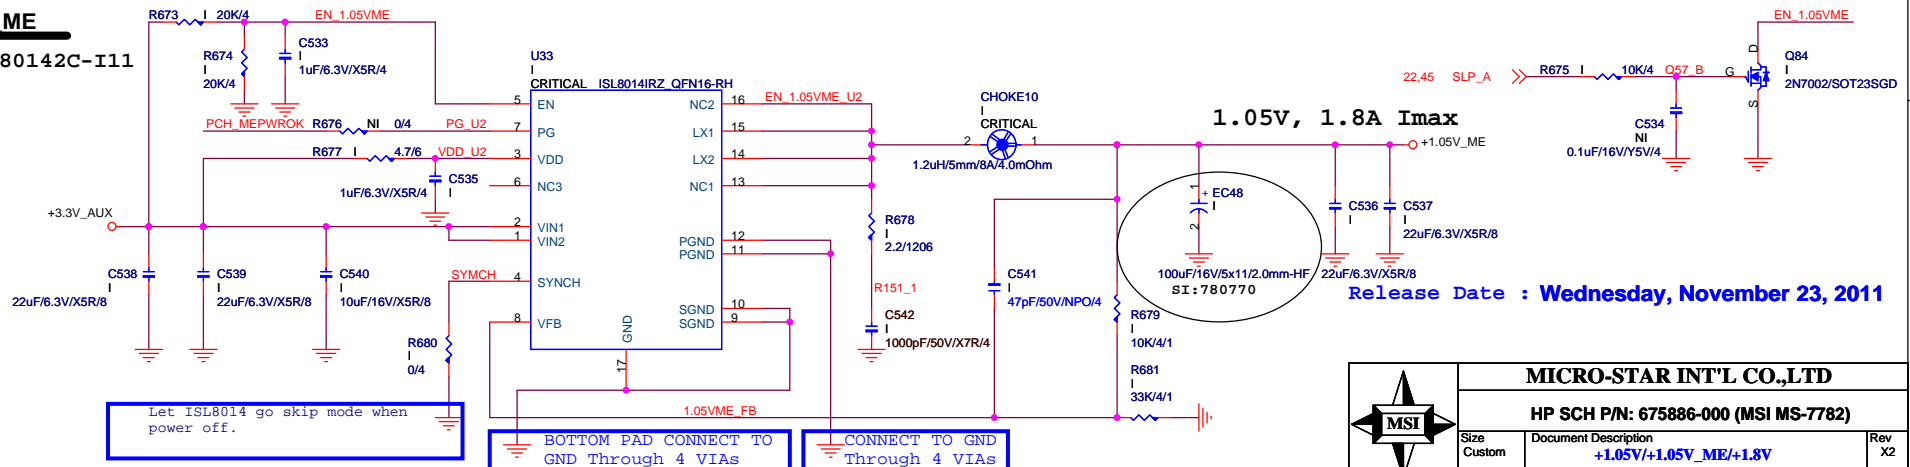 ME
80142C-I11
R673
I
20K/4
EN_1.05VME
R674
I
20K/4
C533
I
1uF/6.3V/X5R/4
U33
I
CRITICAL
ISL8014IRZ_QFN16-RH
5
EN
PCH_MEPWROK
R676
NI
0/4
PG_U2
7
PG
R677
I
4.7/6
VDD_U2
3
VDD
C535
I
1uF/6.3V/X5R/4
6
NC3
+3.3V_AUX
2
VIN1
1
VIN2
SYMCH
4
SYNCH
8
VFB
GND
17
NC2
16
EN_1.05VME_U2
LX1
15
LX2
14
NC1
13
PGND
12
PGND
11
SGND
10
SGND
9
C538
I
22uF/6.3V/X5R/8
C539
I
22uF/6.3V/X5R/8
C540
I
10uF/16V/X5R/8
R680
I
0/4
CHOKE10
I
CRITICAL
2
1
1.2uH/5mm/8A/4.0mOhm
R678
I
2.2/1206
R151_1
C542
I
1000pF/50V/X7R/4
1.05V, 1.8A Imax
+1.05V_ME
C541
I
47pF/50V/NPO/4
1
+
EC48
I
2
100uF/16V/5x11/2.0mm-HF
SI:780770
C536
I
22uF/6.3V/X5R/8
C537
I
22uF/6.3V/X5R/8
R679
I
10K/4/1
R681
I
33K/4/1
1.05VME_FB
22,45
SLP_A
R675
I
10K/4
Q57_B
G
D
S
EN_1.05VME
Q84
I
2N7002/SOT23SGD
C534
NI
0.1uF/16V/Y5V/4
Release Date : Wednesday, November 23, 2011
Let ISL8014 go skip mode when
power off.
BOTTOM PAD CONNECT TO
GND Through 4 VIAs
CONNECT TO GND
Through 4 VIAs
MSI
MICRO-STAR INT'L CO.,LTD
HP SCH P/N: 675886-000 (MSI MS-7782)
Size
Custom
Document Description
+1.05V/+1.05V_ME/+1.8V
Rev
X2